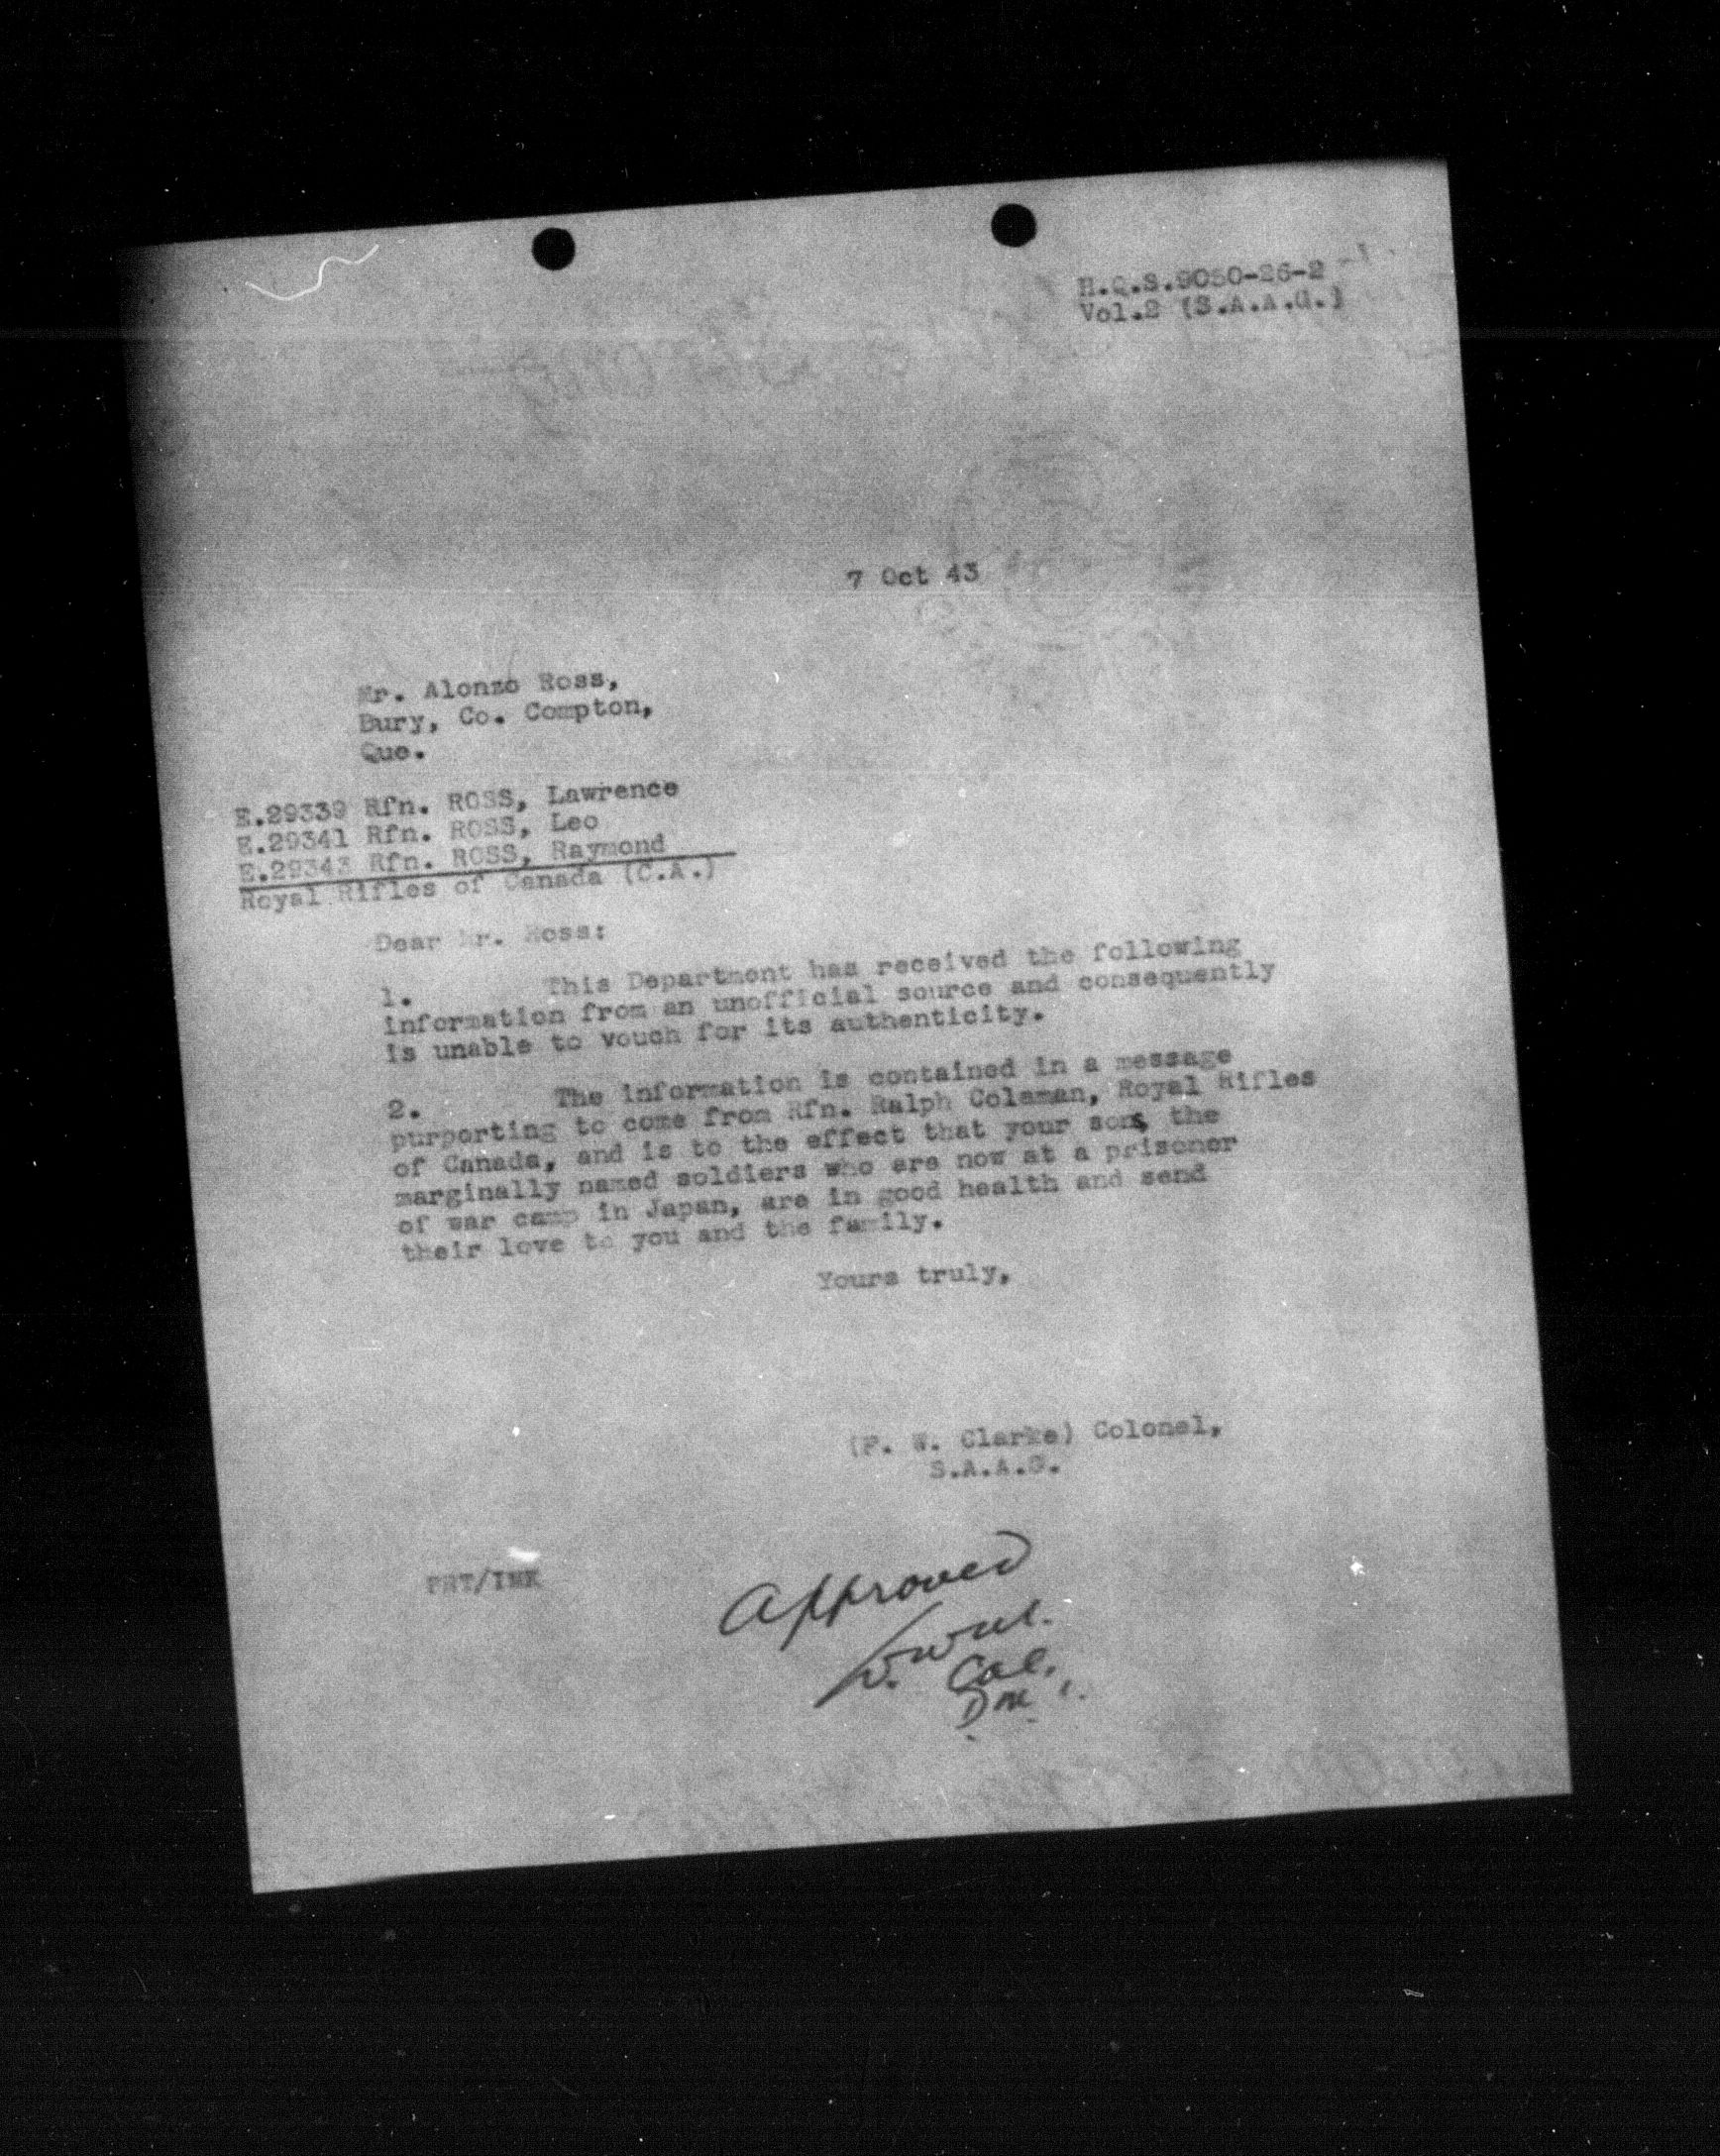 H.Q.S.9050-26-2
Vol.2 (S.A.A.G.)
7 Oct 43
Mr. Alonzo Ross,
Bury, Co. Compton,
Que.
E.29339 Rfn. ROSS, Lawrence
E.29341 Rfn. ROSS, Leo
E.29343 Rfn. ROSS, Raymond
Royal Rifles of Canada (C.A.)
Dear Mr. Ross:
1. This Department has received the following
information from an unofficial source and consequently
is unable to vouch for its authenticity.
2. The information is contained in a message
purporting to come from Rfn. Ralph Coleman, Royal Rifles
of Canada, and is to the effect that your sons, the
marginally named soldiers who are now at a prisoner
of war camp in Japan, are in good health and send
their love to you and the family.
Yours truly,
(F. W. Clarke) Colonel,
S.A.A.G.
Approved
Col.